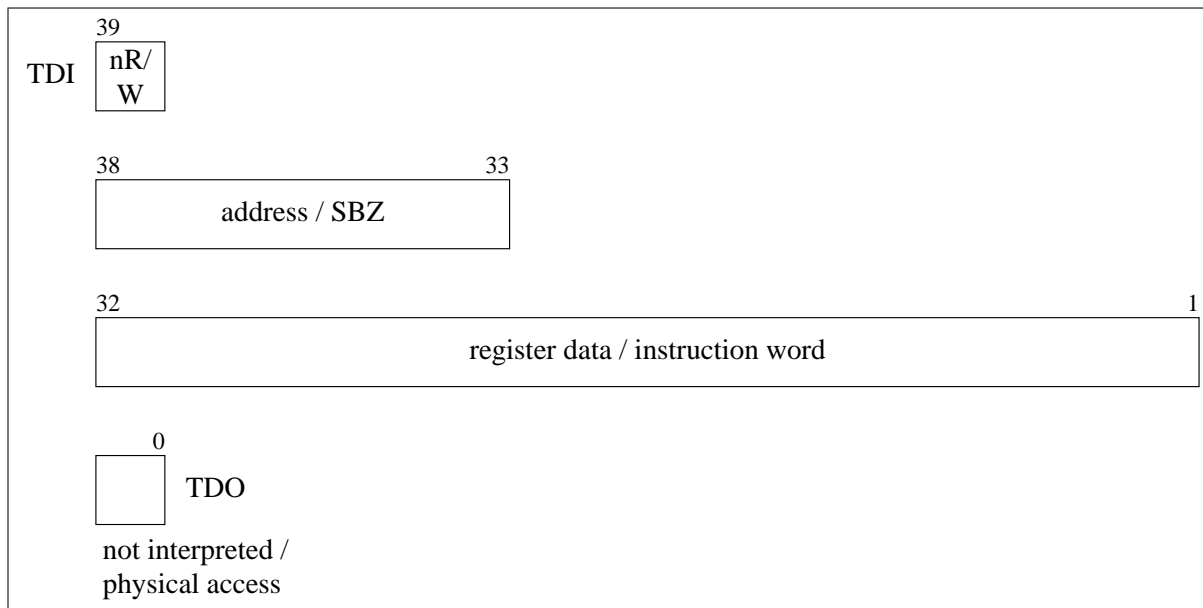 39
TDI nR/
W
38 33
address / SBZ
32 1
register data / instruction word
0
TDO
not interpreted /
physical access